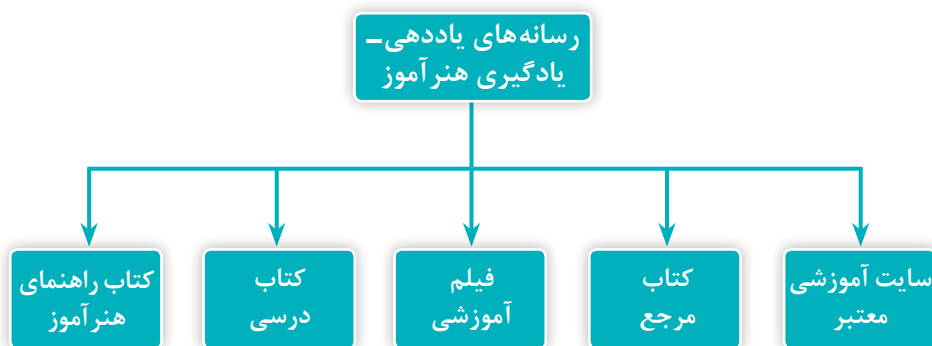 رسانه‌های یاددهی–
یادگیری هنرآموز
سایت آموزشی
معتبر
کتاب
مرجع
فیلم
آموزشی
کتاب
درسی
کتاب راهنمای
هنرآموز